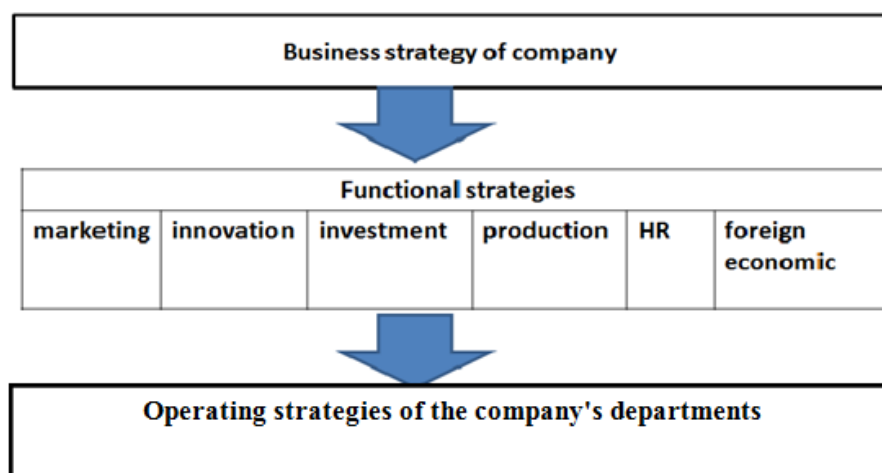 Business strategy of company
Functional strategies
marketing innovation investment production HR foreign
economic
Operating strategies of the company's departments